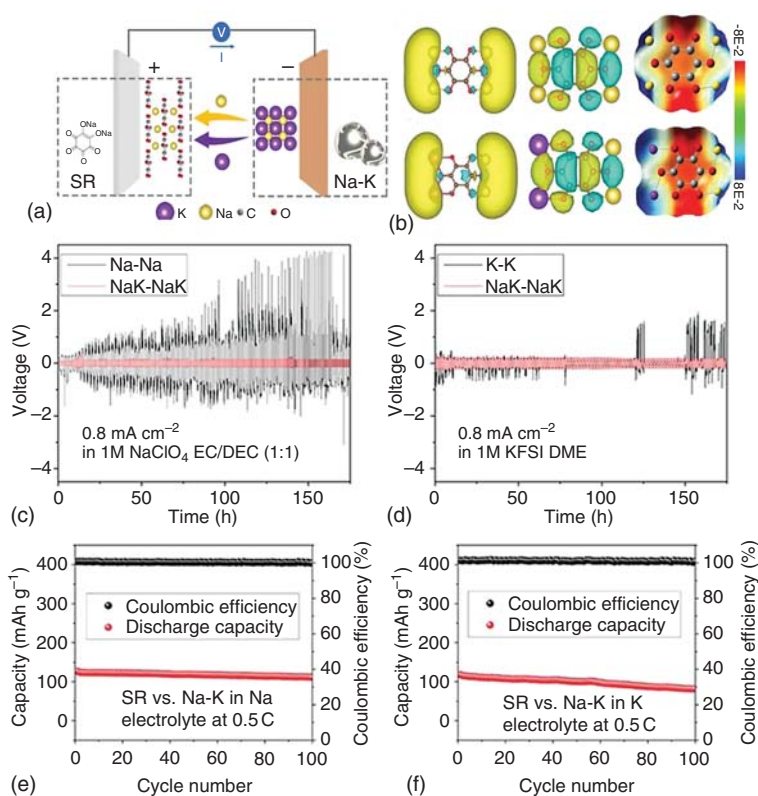 V
I
+
−
ONa
ONa
O
O
O
O
SR
Na-K
(a)
K Na C O
(b)
-8E-2
8E-2
Na-Na
NaK-NaK
4
2
0
−2
−4
Voltage (V)
0.8 mA cm⁻²
in 1M NaClO₄ EC/DEC (1:1)
0 50 100 150
Time (h)
(c)
K-K
NaK-NaK
4
2
0
−2
−4
Voltage (V)
0.8 mA cm⁻²
in 1M KFSI DME
0 50 100 150
Time (h)
(d)
400
300
200
100
0
Capacity (mAh g⁻¹)
Coulombic efficiency
Discharge capacity
SR vs. Na-K in Na
electrolyte at 0.5 C
100
80
60
40
20
0
Coulombic efficiency (%)
0 20 40 60 80 100
Cycle number
(e)
400
300
200
100
0
Capacity (mAh g⁻¹)
Coulombic efficiency
Discharge capacity
SR vs. Na-K in K
electrolyte at 0.5 C
100
80
60
40
20
0
Coulombic efficiency (%)
0 20 40 60 80 100
Cycle number
(f)